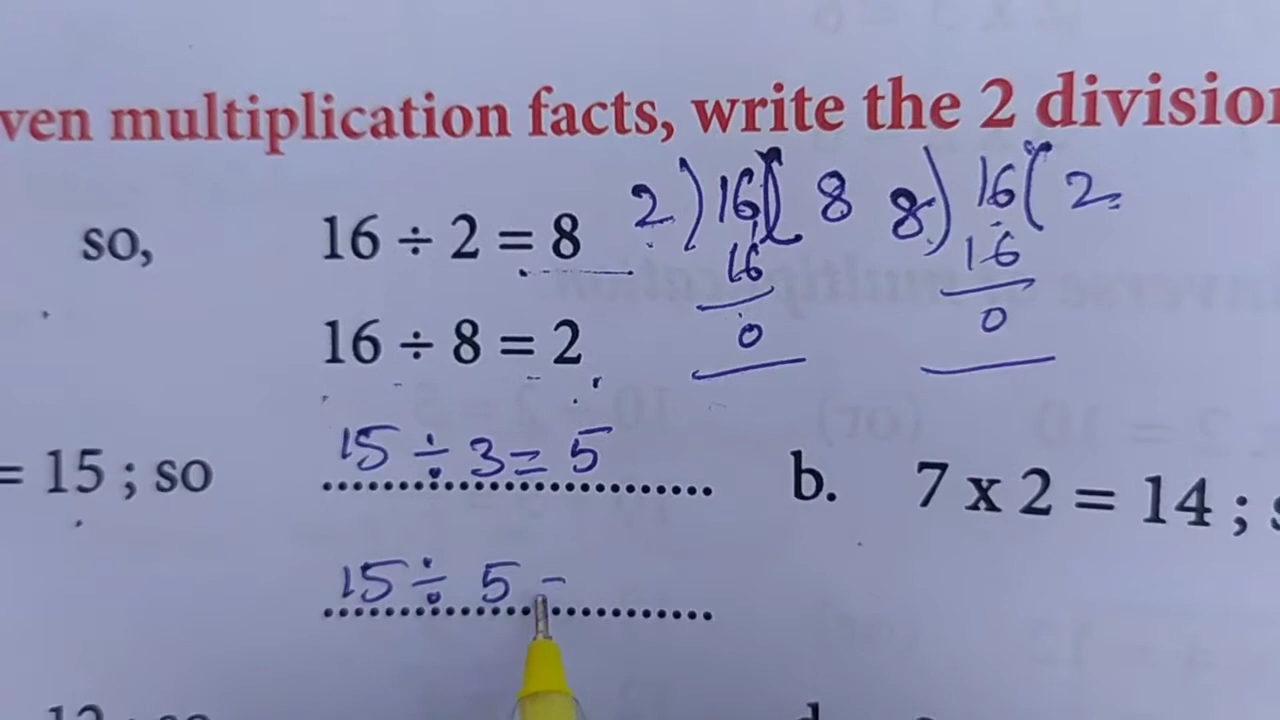 ven multiplication facts, write the 2 division
so, 16 ÷ 2 = 8 2)16(8 8)16(2
16 16
0 0
16 ÷ 8 = 2
= 15 ; so 15 ÷ 3 = 5 b. 7 x 2 = 14 ;
15 ÷ 5 -